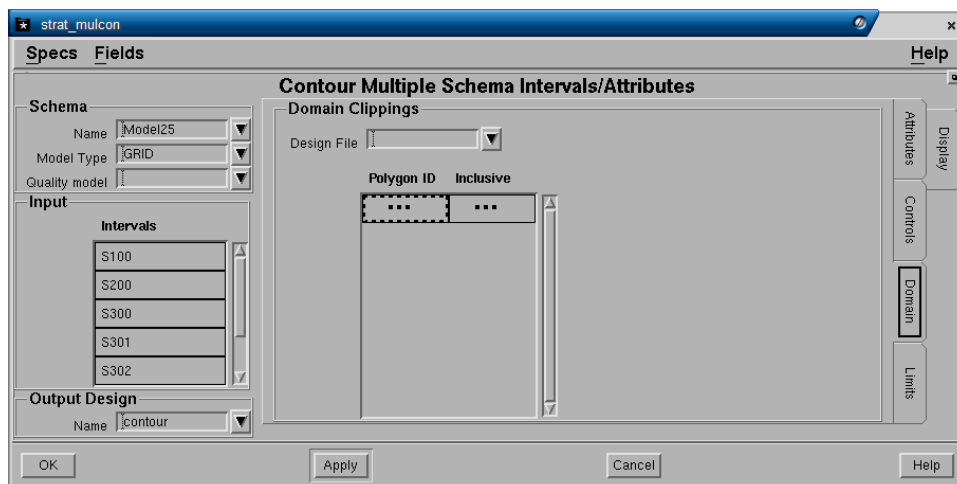 strat_mulcon
Specs Fields Help
Contour Multiple Schema Intervals/Attributes
Schema
Name Model25
Model Type GRID
Quality model
Input
Intervals
S100
S200
S300
S301
S302
Output Design
Name contour
Domain Clippings
Design File
Polygon ID Inclusive
... ...
Attributes
Controls
Domain
Limits
Display
OK Apply Cancel Help